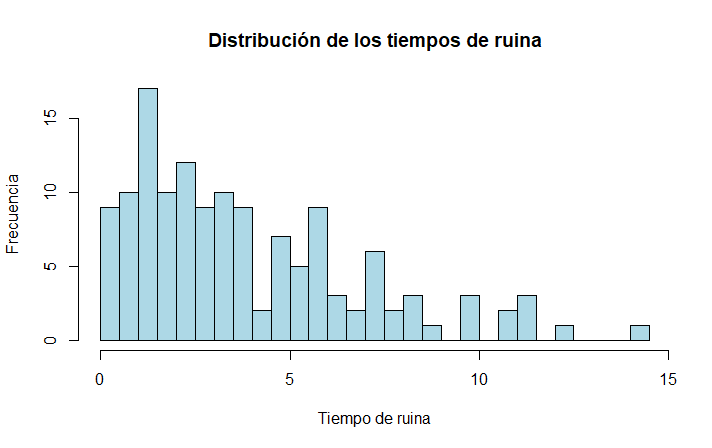 Distribución de los tiempos de ruina
Frecuencia
15
10
5
0
0 5 10 15
Tiempo de ruina